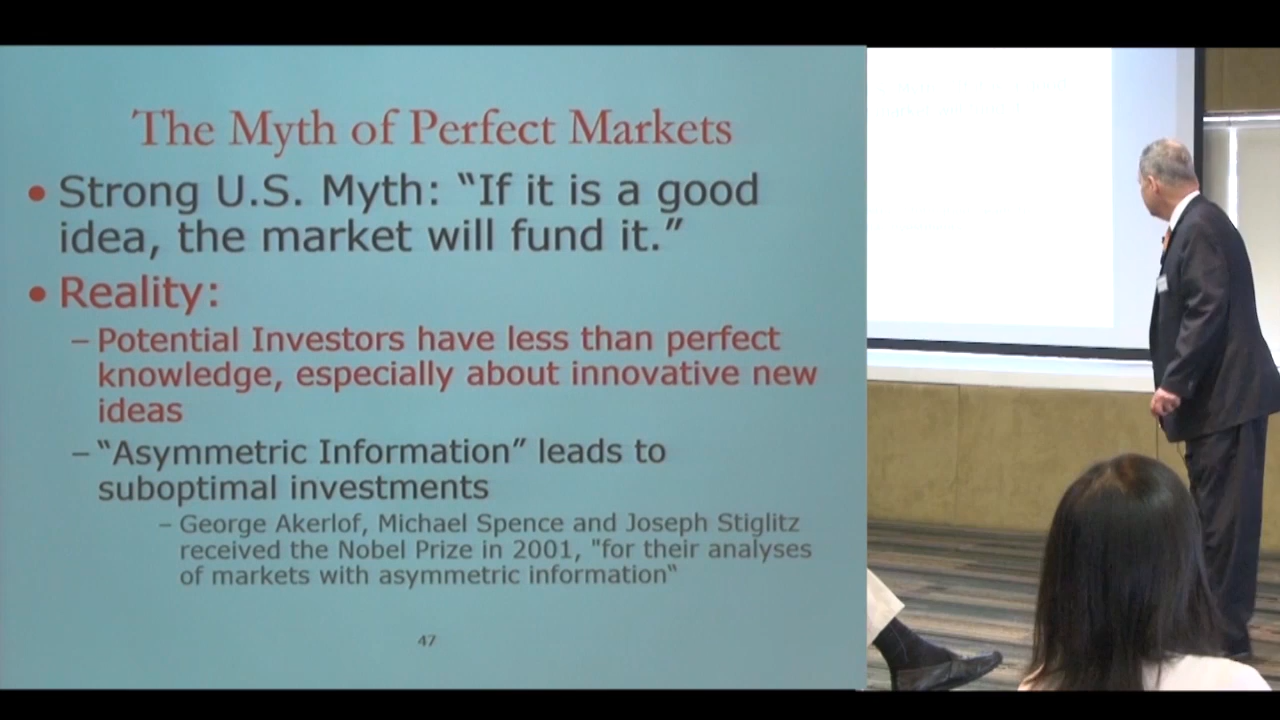 The Myth of Perfect Markets
• Strong U.S. Myth: “If it is a good
idea, the market will fund it.”
• Reality:
– Potential Investors have less than perfect
knowledge, especially about innovative new
ideas
– “Asymmetric Information” leads to
suboptimal investments
– George Akerlof, Michael Spence and Joseph Stiglitz
received the Nobel Prize in 2001, "for their analyses
of markets with asymmetric information“
47